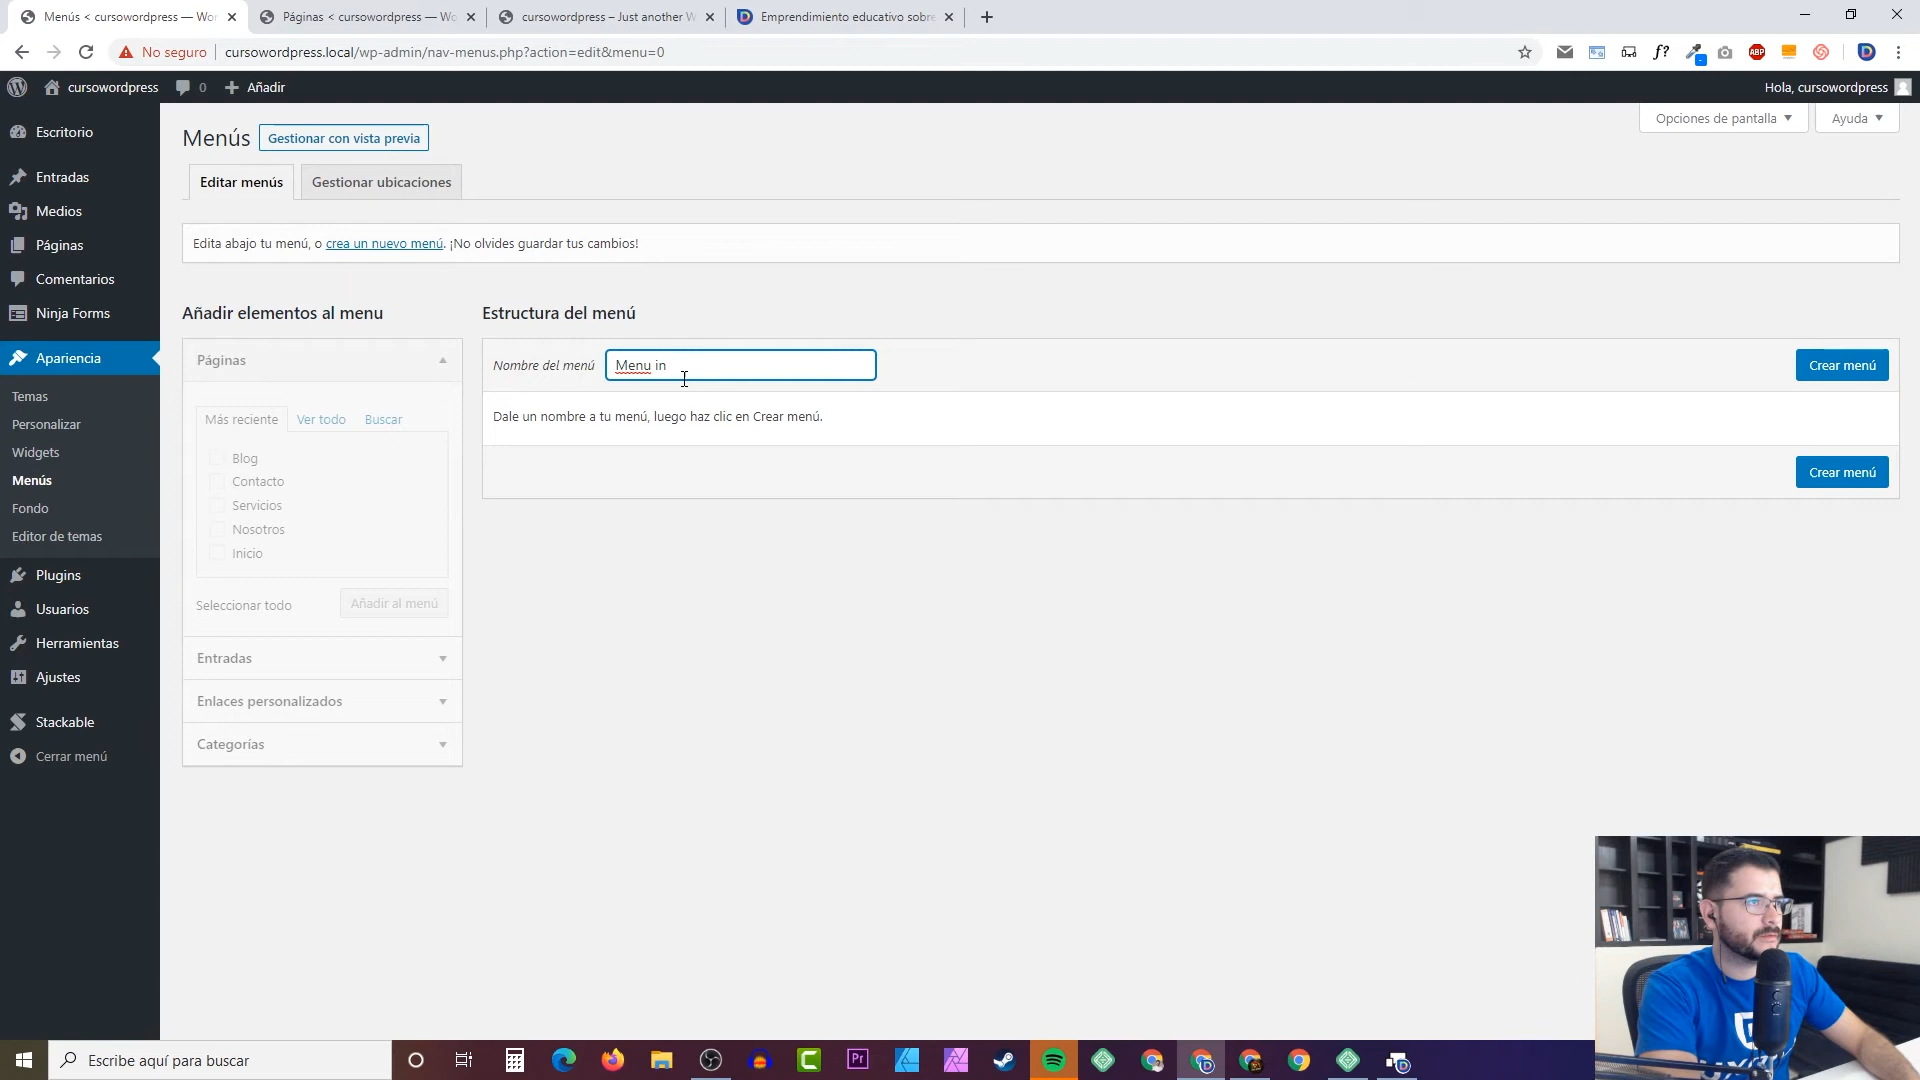 Menús < cursowordpress — Wor
Páginas < cursowordpress — Wo
cursowordpress – Just another W
Emprendimiento educativo sobre
No seguro
cursowordpress.local/wp-admin/nav-menus.php?action=edit&menu=0
cursowordpress
0
Añadir
Hola, cursowordpress
Escritorio
Entradas
Medios
Páginas
Comentarios
Ninja Forms
Apariencia
Temas
Personalizar
Widgets
Menús
Fondo
Editor de temas
Plugins
Usuarios
Herramientas
Ajustes
Stackable
Cerrar menú
Menús
Gestionar con vista previa
Opciones de pantalla
Ayuda
Editar menús
Gestionar ubicaciones
Edita abajo tu menú, o crea un nuevo menú. ¡No olvides guardar tus cambios!
Añadir elementos al menu
Páginas
Más reciente
Ver todo
Buscar
Blog
Contacto
Servicios
Nosotros
Inicio
Seleccionar todo
Añadir al menú
Entradas
Enlaces personalizados
Categorías
Estructura del menú
Nombre del menú
Menu in
Crear menú
Dale un nombre a tu menú, luego haz clic en Crear menú.
Crear menú
Escribe aquí para buscar